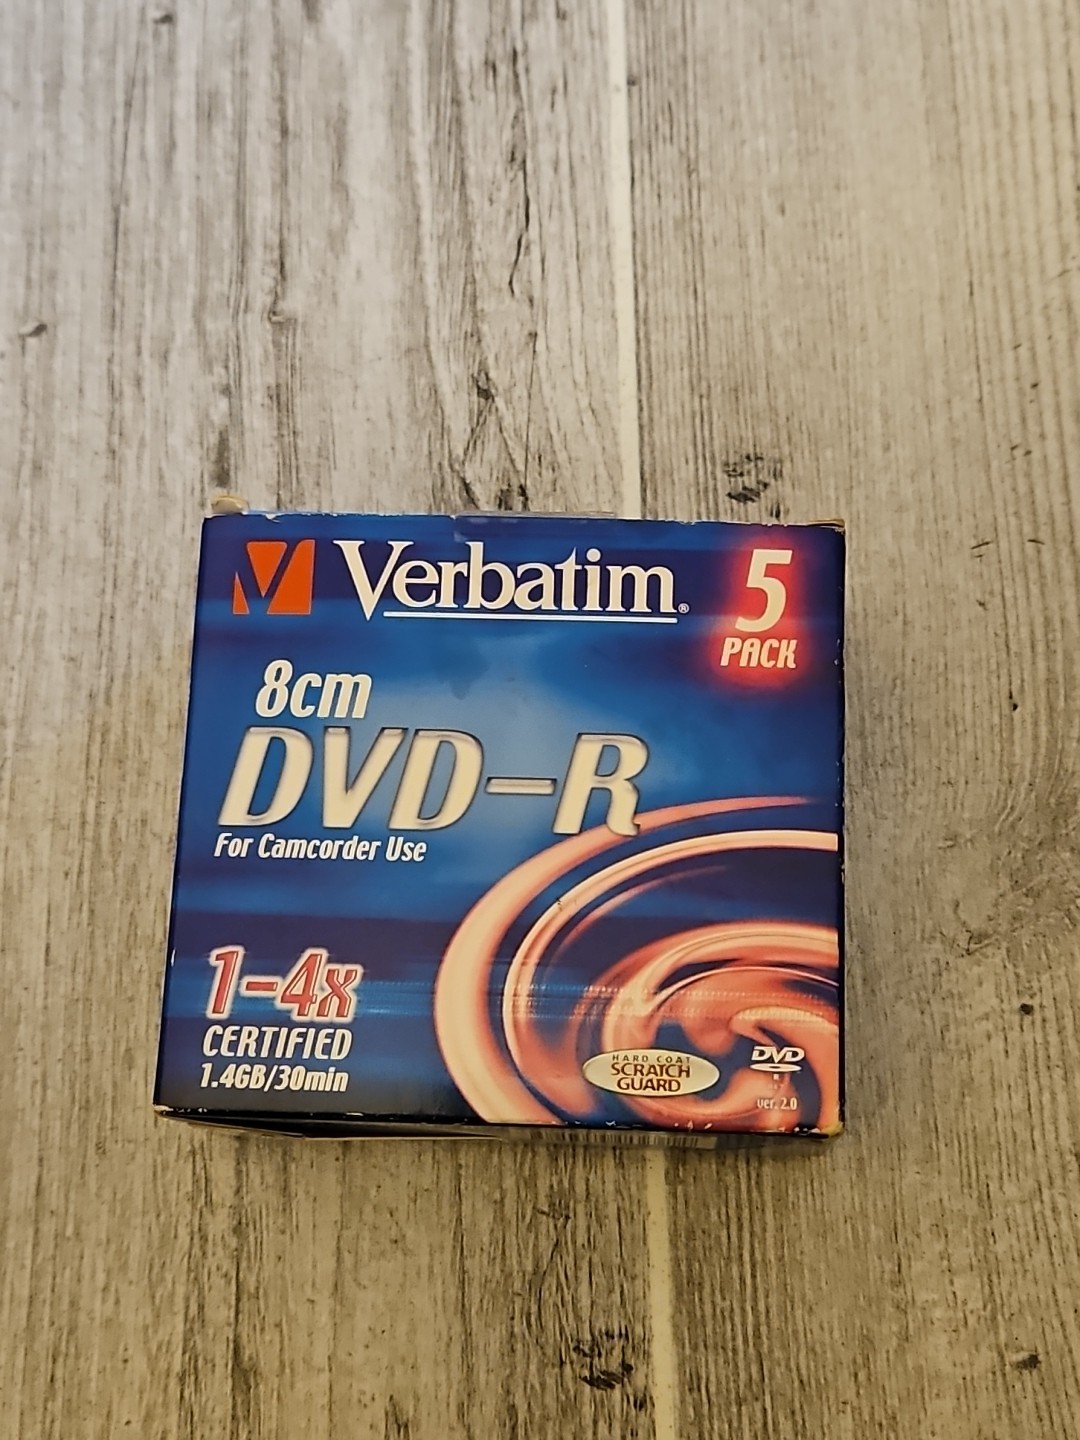 Verbatim®
5
PACK
8cm
DVD-R
For Camcorder Use
1-4x
CERTIFIED
1.4GB/30min
HARD COAT
SCRATCH
GUARD
DVD
R
ver. 2.0